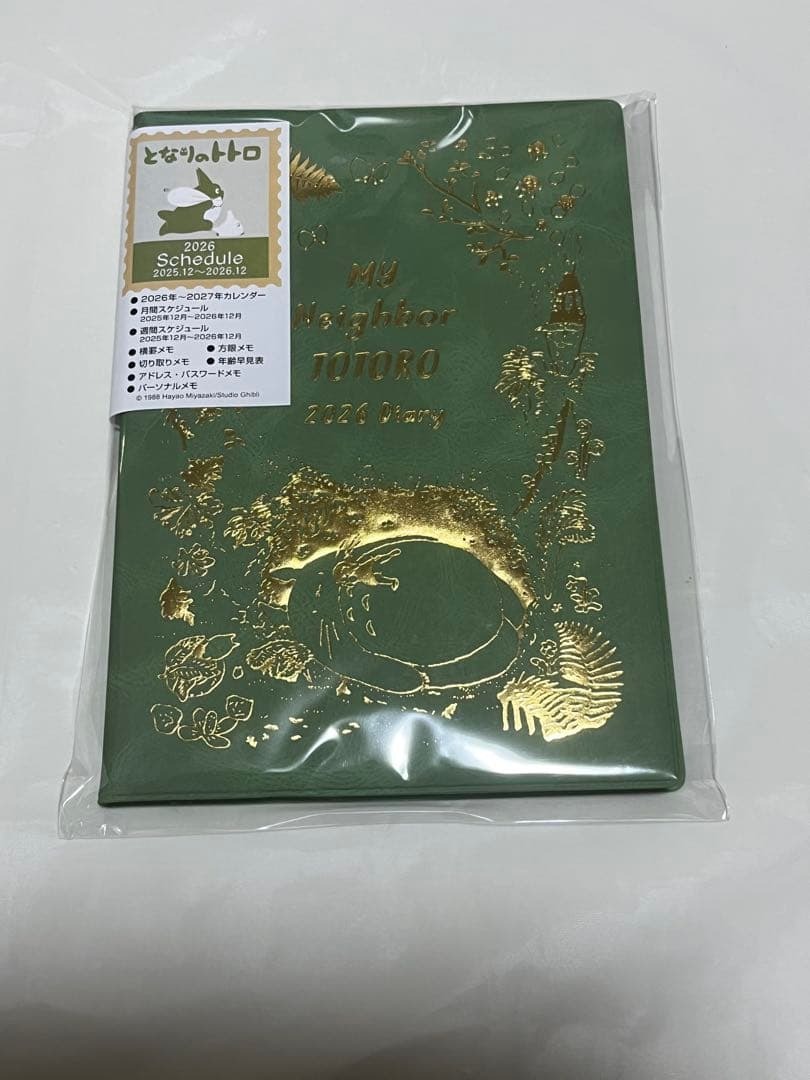 となりのトトロ
2026
Schedule
2025.12～2026.12
● 2026年～2027年カレンダー
● 月間スケジュール
2025年12月～2026年12月
● 週間スケジュール
2025年12月～2026年12月
● 横罫メモ ● 方眼メモ
● 切り取りメモ ● 年齢早見表
● アドレス・パスワードメモ
● パーソナルメモ
© 1988 Hayao Miyazaki/Studio Ghibli
My
Neighbor
TOTORO
2026 Diary